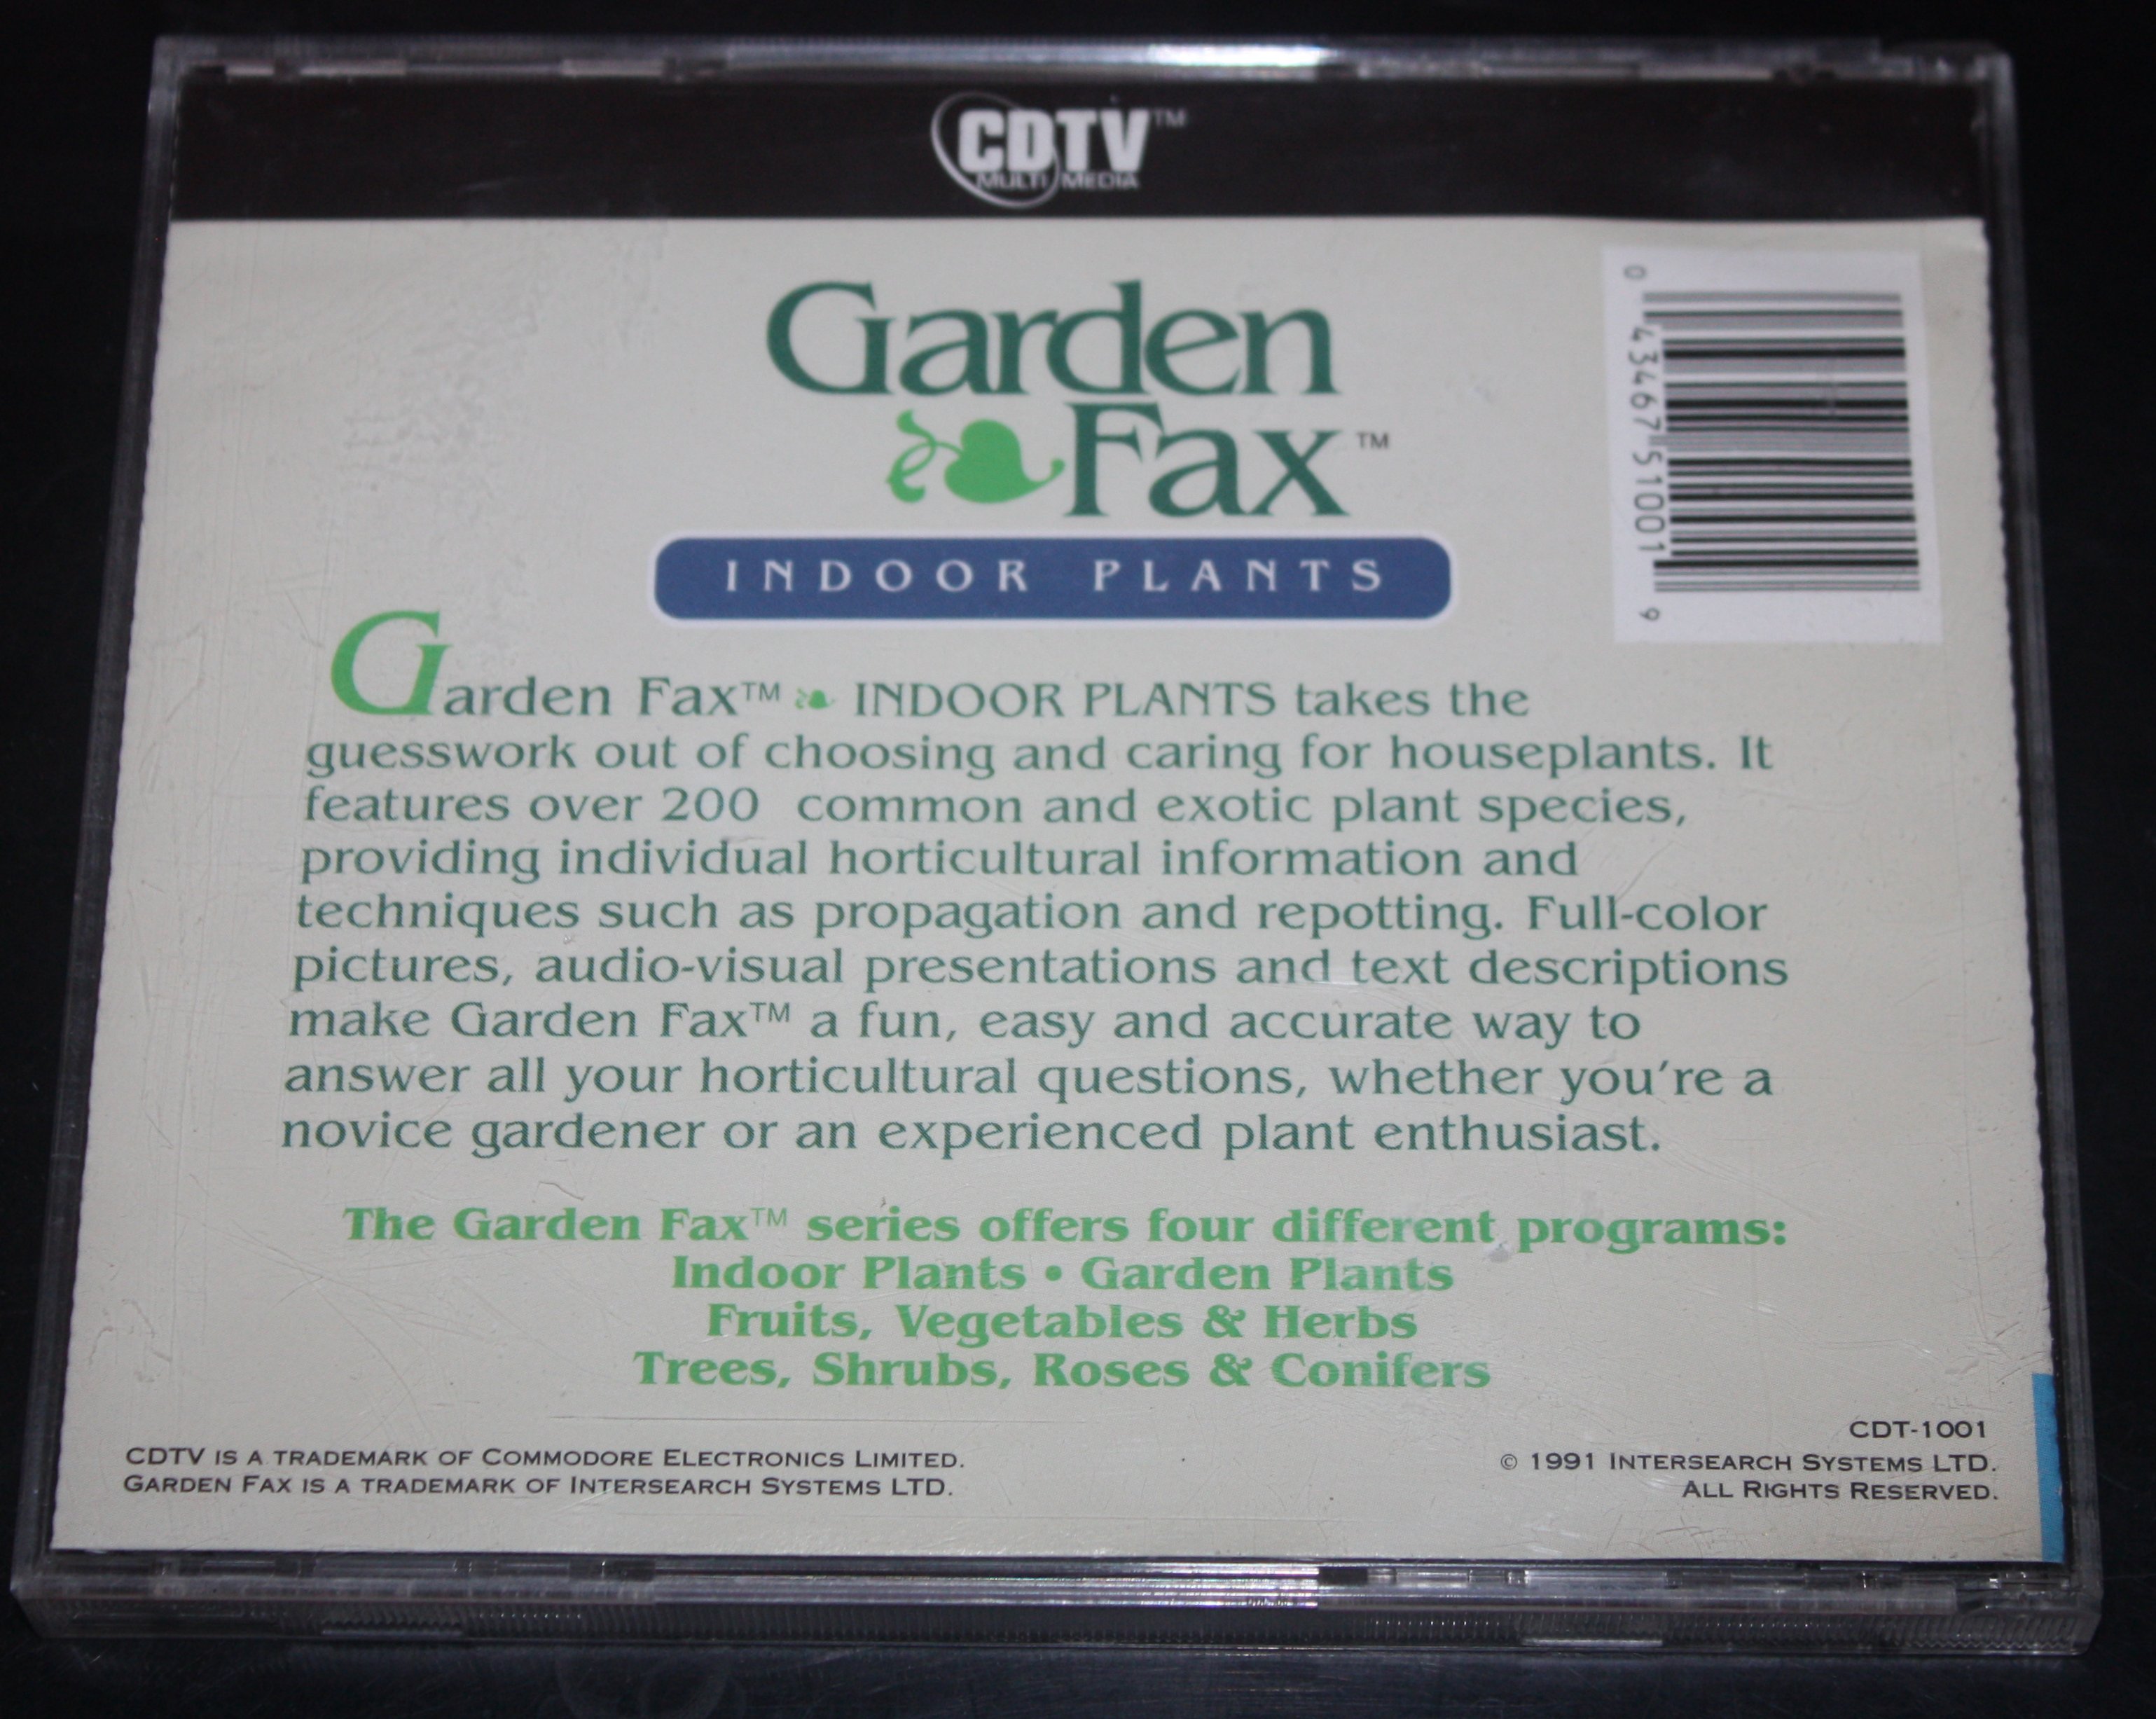 CDTV™
MULTI MEDIA
Garden
Fax™
INDOOR PLANTS
0 43467 51001 9
Garden Fax™ INDOOR PLANTS takes the
guesswork out of choosing and caring for houseplants. It
features over 200 common and exotic plant species,
providing individual horticultural information and
techniques such as propagation and repotting. Full-color
pictures, audio-visual presentations and text descriptions
make Garden Fax™ a fun, easy and accurate way to
answer all your horticultural questions, whether you're a
novice gardener or an experienced plant enthusiast.
The Garden Fax™ series offers four different programs:
Indoor Plants • Garden Plants
Fruits, Vegetables & Herbs
Trees, Shrubs, Roses & Conifers
CDTV IS A TRADEMARK OF COMMODORE ELECTRONICS LIMITED.
GARDEN FAX IS A TRADEMARK OF INTERSEARCH SYSTEMS LTD.
CDT-1001
© 1991 INTERSEARCH SYSTEMS LTD.
ALL RIGHTS RESERVED.